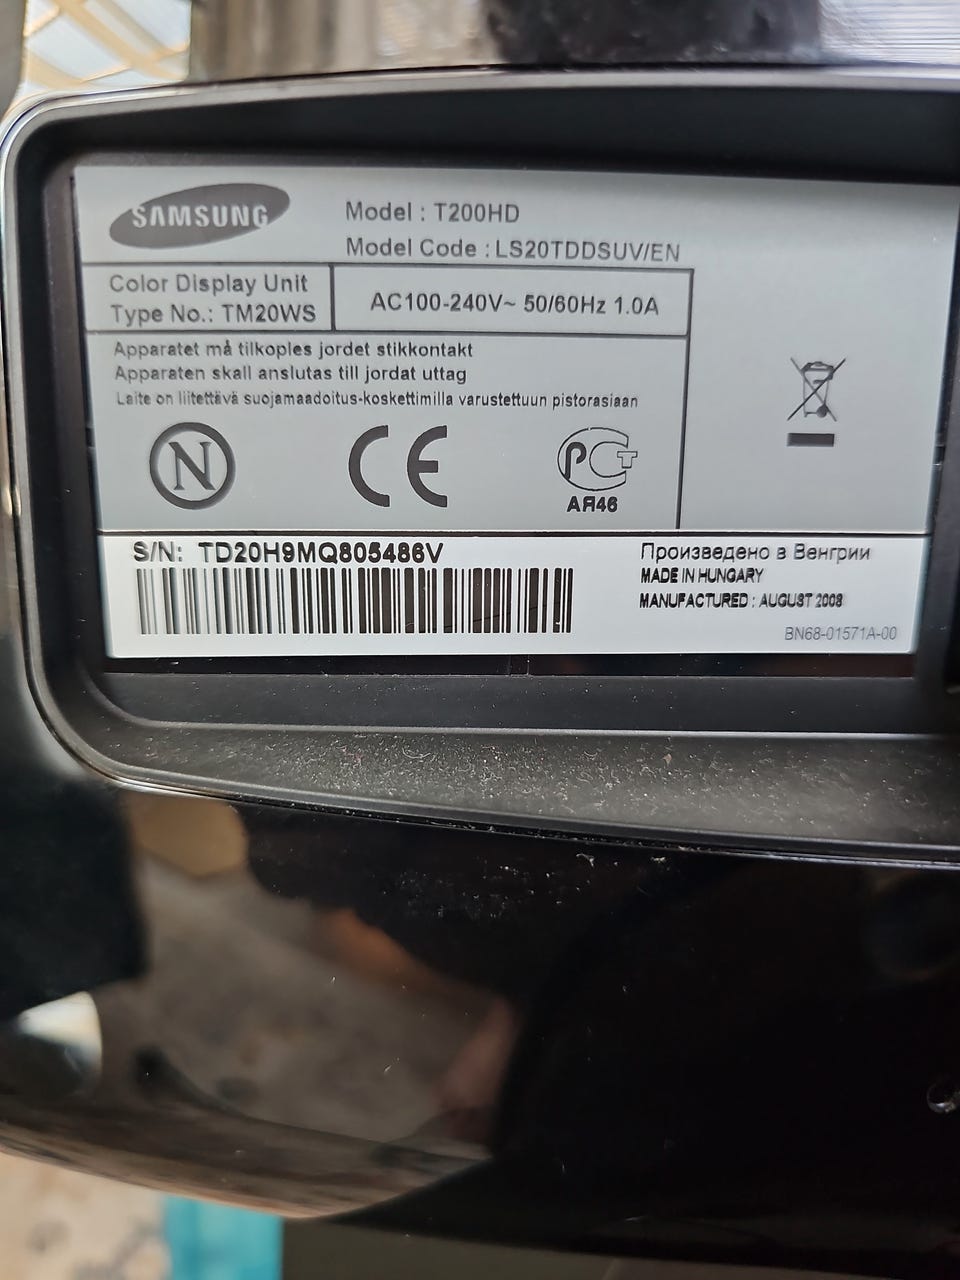 SAMSUNG
Model : T200HD
Model Code : LS20TDDSUV/EN
Color Display Unit
Type No.: TM20WS
AC100-240V~ 50/60Hz 1.0A
Apparatet må tilkoples jordet stikkontakt
Apparaten skall anslutas till jordat uttag
Laite on liitettävä suojamaadoitus-koskettimilla varustettuun pistorasiaan
N
CE
РСТ
АЯ46
S/N: TD20H9MQ805486V
Произведено в Венгрии
MADE IN HUNGARY
MANUFACTURED : AUGUST 2008
BN68-01571A-00